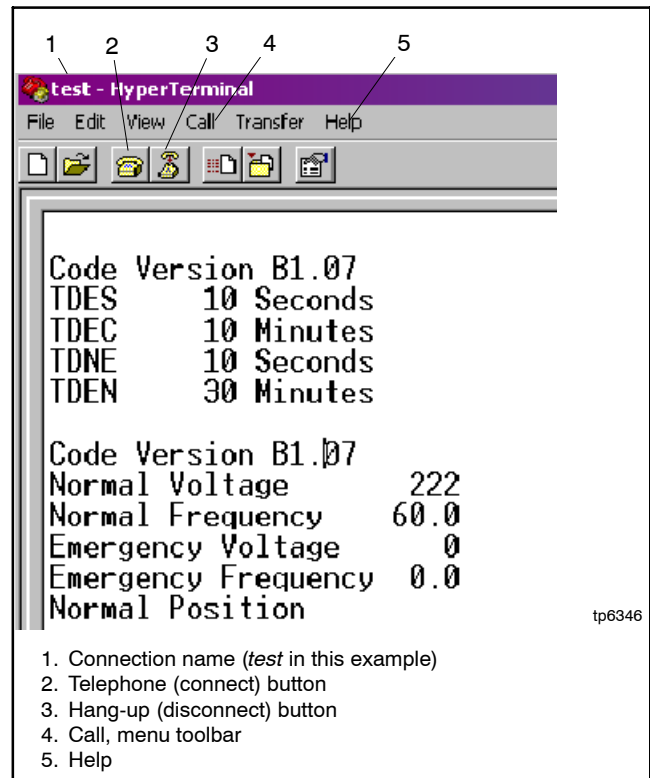 1 2 3 4 5
test - HyperTerminal
File Edit View Call Transfer Help
Code Version B1.07
TDES 10 Seconds
TDEC 10 Minutes
TDNE 10 Seconds
TDEN 30 Minutes
Code Version B1.07
Normal Voltage 222
Normal Frequency 60.0
Emergency Voltage 0
Emergency Frequency 0.0
Normal Position
tp6346
1. Connection name (test in this example)
2. Telephone (connect) button
3. Hang-up (disconnect) button
4. Call, menu toolbar
5. Help